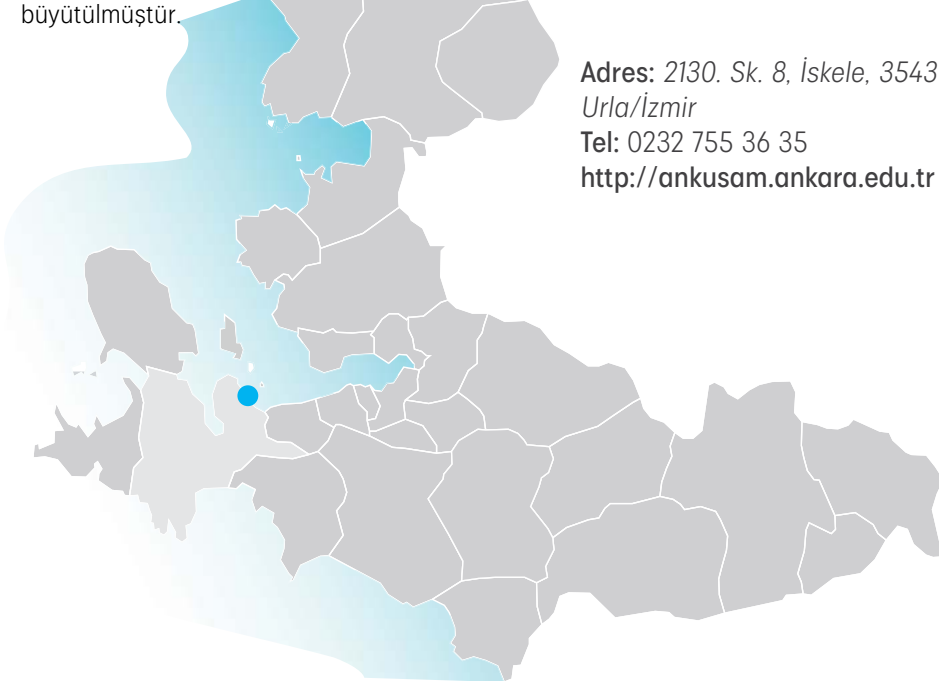 büyütülmüştür.
Adres: 2130. Sk. 8, İskele, 3543
Urla/İzmir
Tel: 0232 755 36 35
http://ankusam.ankara.edu.tr